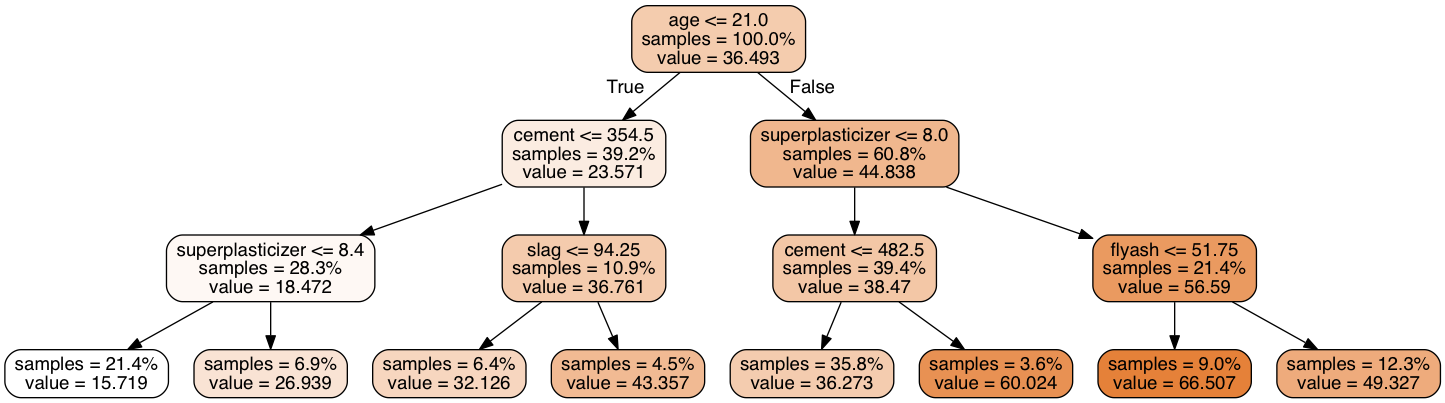 age <= 21.0
samples = 100.0%
value = 36.493
True
False
cement <= 354.5
samples = 39.2%
value = 23.571
superplasticizer <= 8.0
samples = 60.8%
value = 44.838
superplasticizer <= 8.4
samples = 28.3%
value = 18.472
slag <= 94.25
samples = 10.9%
value = 36.761
cement <= 482.5
samples = 39.4%
value = 38.47
flyash <= 51.75
samples = 21.4%
value = 56.59
samples = 21.4%
value = 15.719
samples = 6.9%
value = 26.939
samples = 6.4%
value = 32.126
samples = 4.5%
value = 43.357
samples = 35.8%
value = 36.273
samples = 3.6%
value = 60.024
samples = 9.0%
value = 66.507
samples = 12.3%
value = 49.327